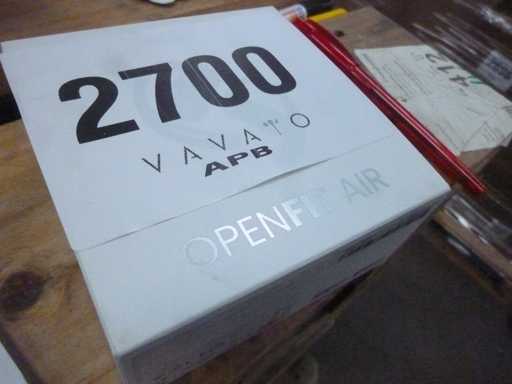 2700
VAVATO
APB
OPENFIT AIR